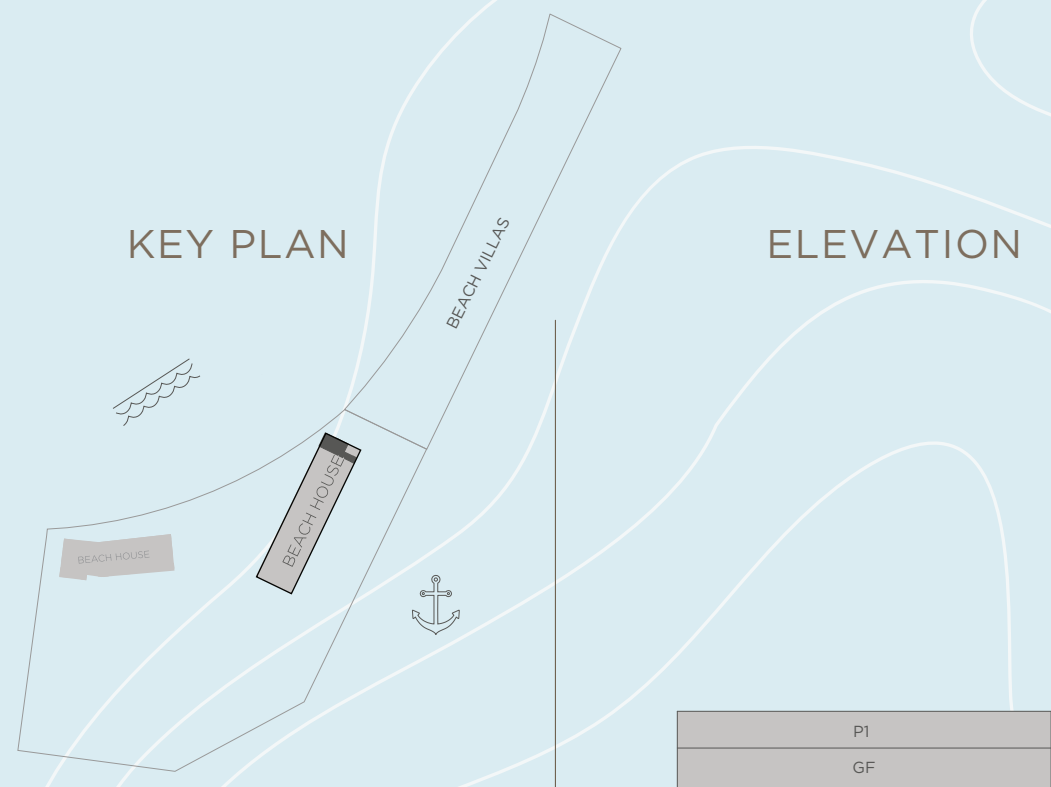 KEY PLAN
ELEVATION
BEACH VILLAS
BEACH HOUSE
BEACH HOUSE
P1
GF